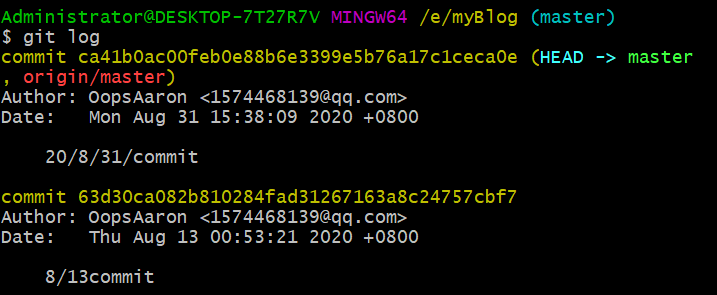 Administrator@DESKTOP-7T27R7V MINGW64 /e/myBlog (master)
$ git log
commit ca41b0ac00feb0e88b6e3399e5b76a17c1ceca0e (HEAD -> master
, origin/master)
Author: OopsAaron <1574468139@qq.com>
Date:   Mon Aug 31 15:38:09 2020 +0800
    20/8/31/commit
commit 63d30ca082b810284fad31267163a8c24757cbf7
Author: OopsAaron <1574468139@qq.com>
Date:   Thu Aug 13 00:53:21 2020 +0800
    8/13commit